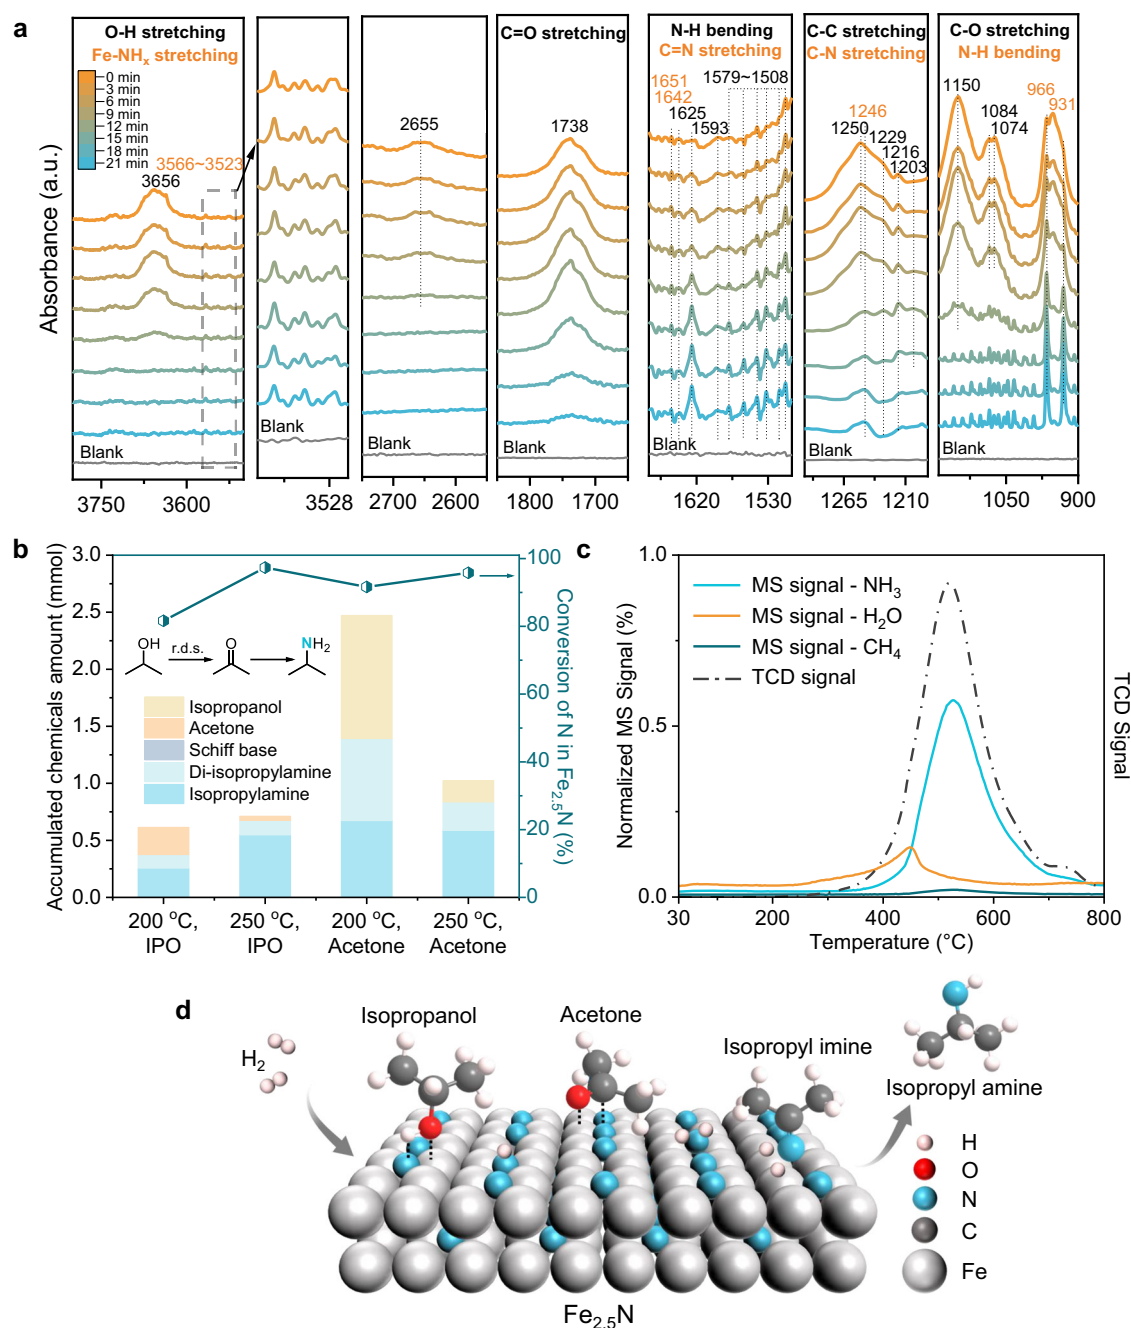 a
O-H stretching
Fe-NHx stretching
0 min
3 min
6 min
9 min
12 min
15 min
18 min
21 min
3566~3523
3656
Blank
3750 3600
Blank
3528
2655
Blank
2700 2600
C=O stretching
1738
Blank
1800 1700
N-H bending
C=N stretching
1651
1642
1625
1593
1579~1508
Blank
1620 1530
C-C stretching
C-N stretching
1246
1250
1229
1216
1203
Blank
1265 1210
C-O stretching
N-H bending
1150
1084
1074
966
931
Blank
1050 900
Absorbance (a.u.)
b
Accumulated chemicals amount (mmol)
3.0
2.5
2.0
1.5
1.0
0.5
0.0
OH
r.d.s.
O
NH2
Isopropanol
Acetone
Schiff base
Di-isopropylamine
Isopropylamine
100
80
60
40
20
0
Conversion of N in Fe2.5N (%)
200 °C, IPO
250 °C, IPO
200 °C, Acetone
250 °C, Acetone
c
Normalized MS Signal (%)
1.0
0.5
0.0
MS signal - NH3
MS signal - H2O
MS signal - CH4
TCD signal
TCD Signal
30 200 400 600 800
Temperature (°C)
d
H2
Isopropanol
Acetone
Isopropyl imine
Isopropyl amine
H
O
N
C
Fe
Fe2.5N